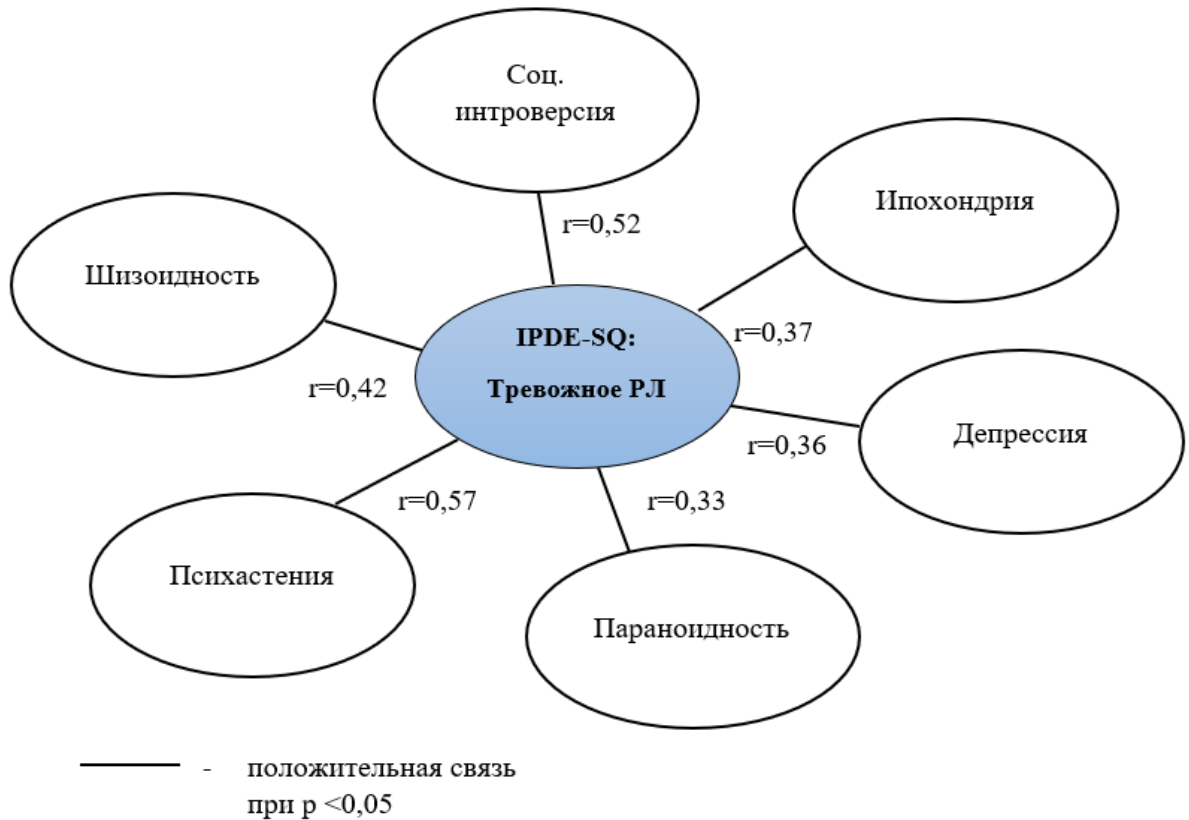 Соц.
интроверсия
Ипохондрия
r=0,52
Шизоидность
IPDE-SQ:
Тревожное РЛ
r=0,37
r=0,42
Депрессия
r=0,36
r=0,57
r=0,33
Психастения
Параноидность
- положительная связь
при p <0,05